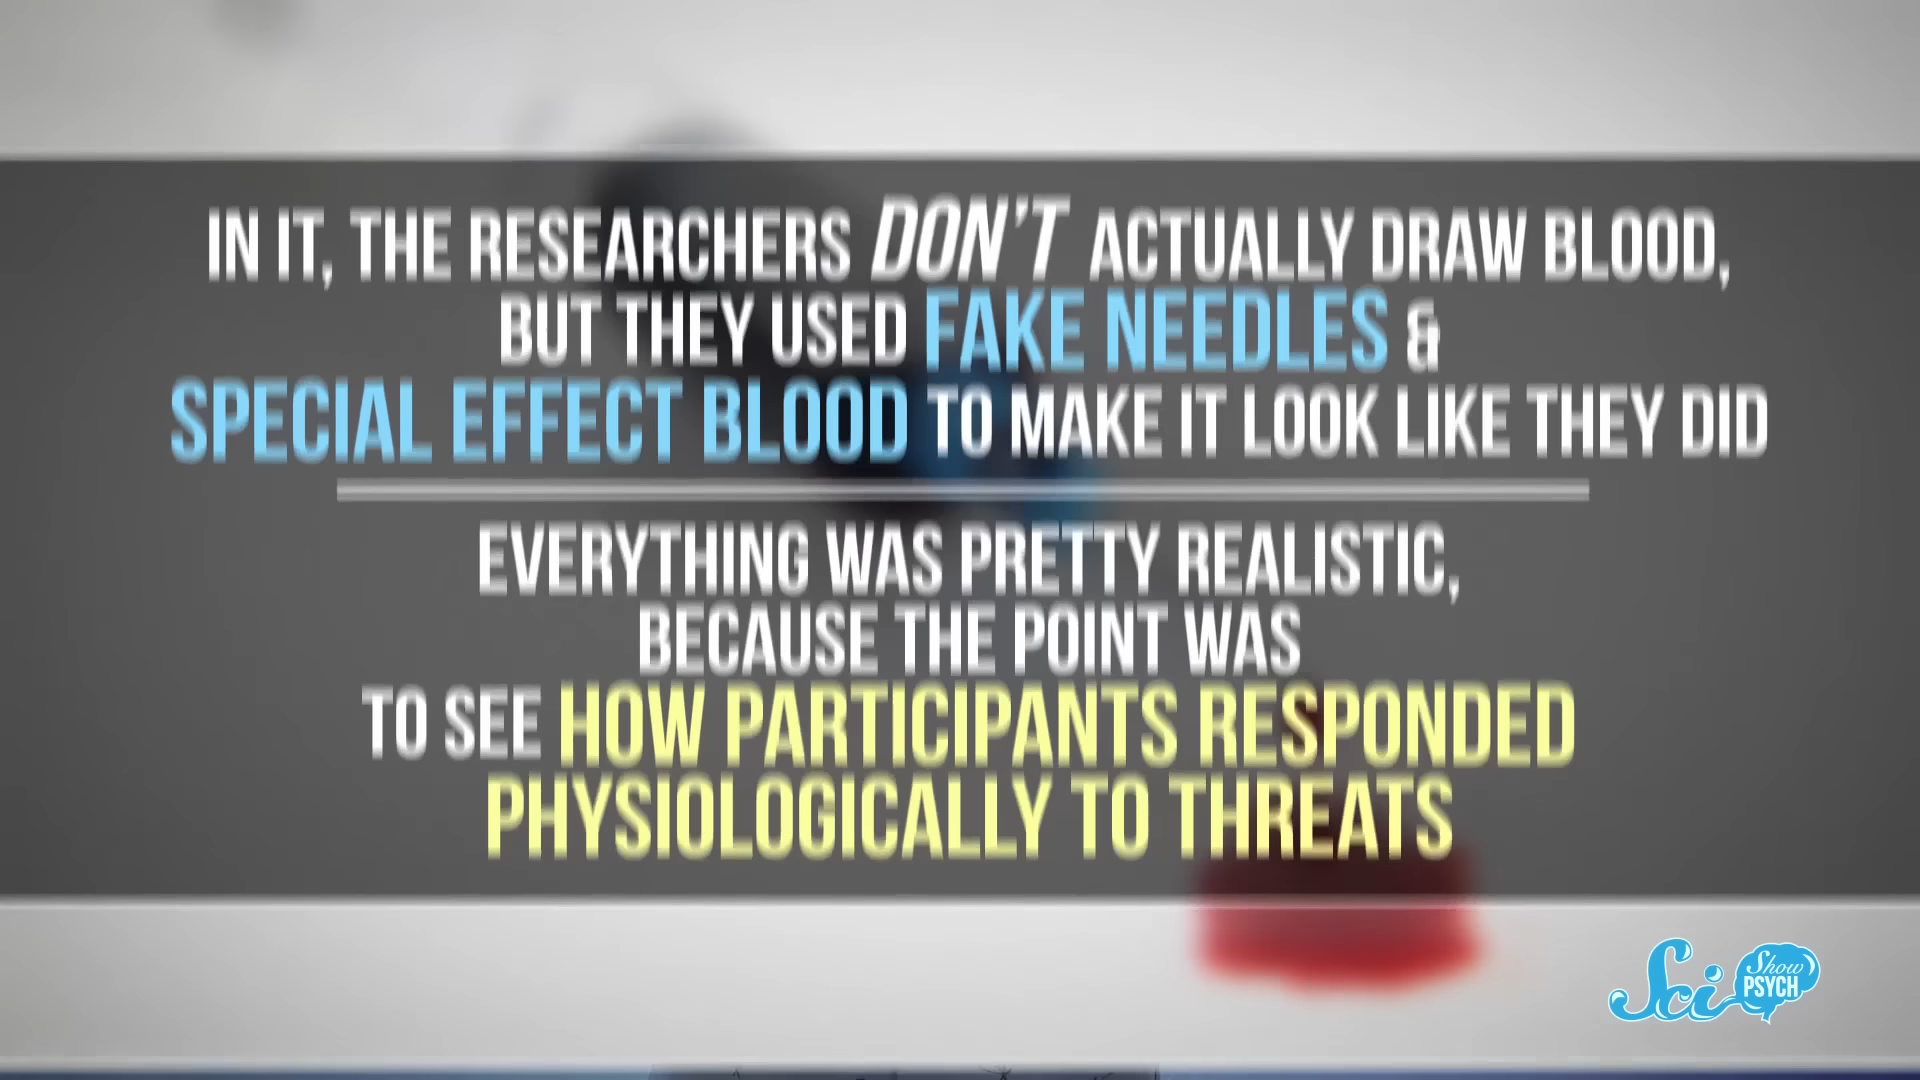 IN IT, THE RESEARCHERS DON'T ACTUALLY DRAW BLOOD,
BUT THEY USED FAKE NEEDLES &
SPECIAL EFFECT BLOOD TO MAKE IT LOOK LIKE THEY DID
EVERYTHING WAS PRETTY REALISTIC,
BECAUSE THE POINT WAS
TO SEE HOW PARTICIPANTS RESPONDED
PHYSIOLOGICALLY TO THREATS
Sci Show
PSYCH